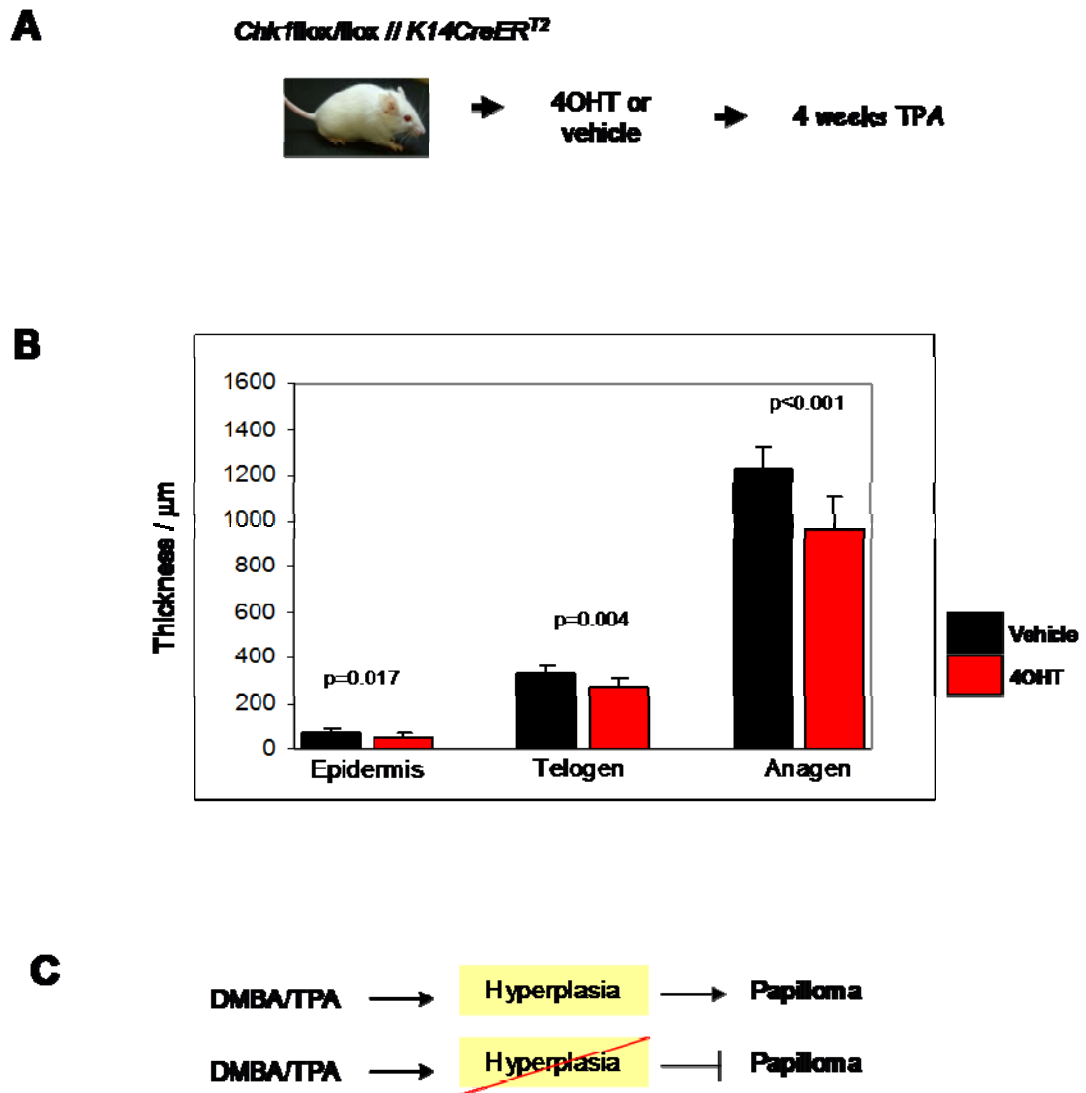 A
Chk1flox/flox // K14CreER^T2
4OHT or
vehicle
4 weeks TPA
B
1600
1400
1200
1000
800
600
400
200
0
Thickness / µm
p=0.017
p=0.004
p<0.001
Epidermis
Telogen
Anagen
Vehicle
4OHT
C
DMBA/TPA
Hyperplasia
Papilloma
DMBA/TPA
Hyperplasia
Papilloma